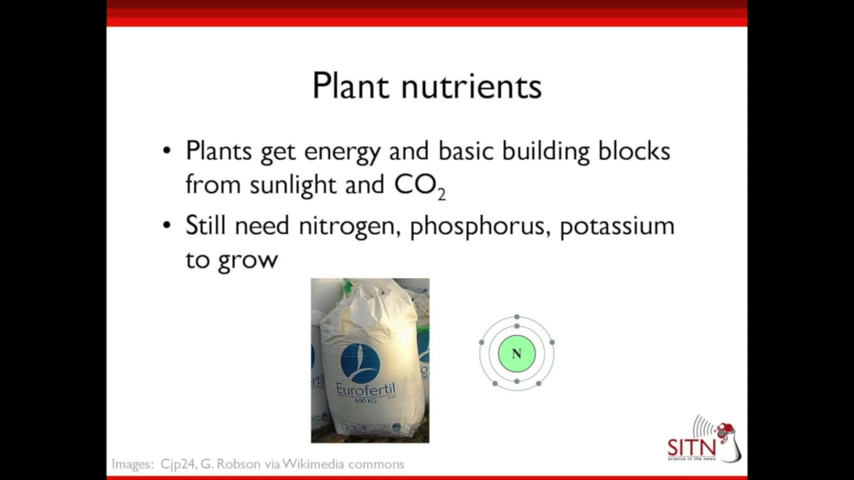 Plant nutrients
• Plants get energy and basic building blocks
from sunlight and CO₂
• Still need nitrogen, phosphorus, potassium
to grow
Eurofertil
600 KG
N
SITN
science in the news
Images: Cjp24, G. Robson via Wikimedia commons